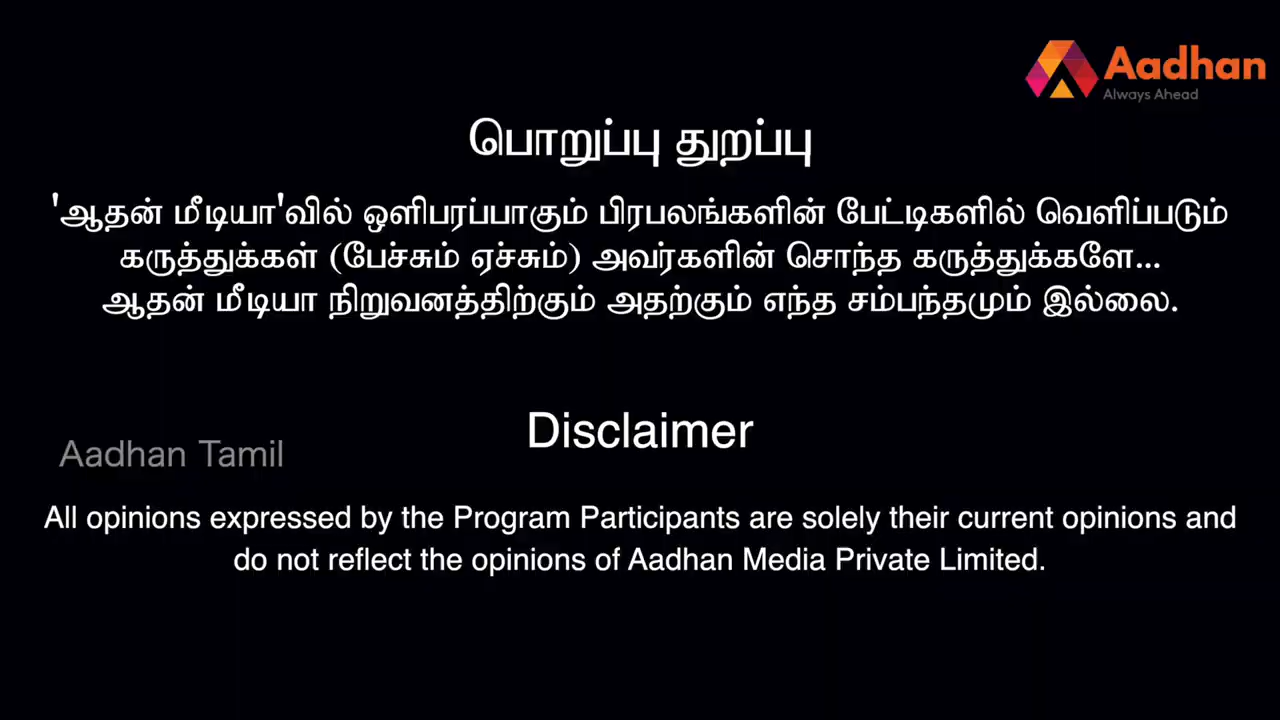 Aadhan
Always Ahead
பொறுப்பு துறப்பு
'ஆதன் மீடியா'வில் ஒளிபரப்பாகும் பிரபலங்களின் பேட்டிகளில் வெளிப்படும்
கருத்துக்கள் (பேச்சும் ஏச்சும்) அவர்களின் சொந்த கருத்துக்களே...
ஆதன் மீடியா நிறுவனத்திற்கும் அதற்கும் எந்த சம்பந்தமும் இல்லை.
Disclaimer
Aadhan Tamil
All opinions expressed by the Program Participants are solely their current opinions and
do not reflect the opinions of Aadhan Media Private Limited.